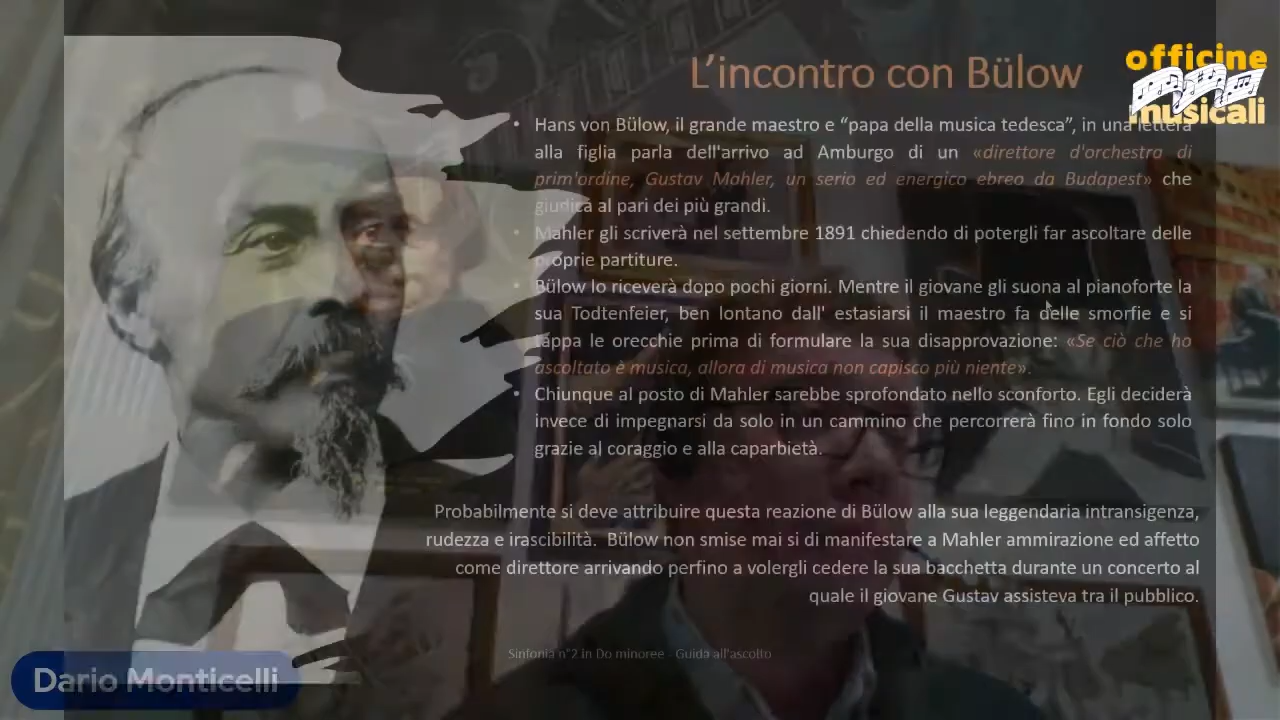 L'incontro con Bülow
officine
musicali
• Hans von Bülow, il grande maestro e “papa della musica tedesca”, in una lettera
alla figlia parla dell'arrivo ad Amburgo di un «direttore d'orchestra di
prim'ordine, Gustav Mahler, un serio ed energico ebreo da Budapest» che
giudica al pari dei più grandi.
• Mahler gli scriverà nel settembre 1891 chiedendo di potergli far ascoltare delle
proprie partiture.
• Bülow lo riceverà dopo pochi giorni. Mentre il giovane gli suona al pianoforte la
sua Todtenfeier, ben lontano dall' estasiarsi il maestro fa delle smorfie e si
tappa le orecchie prima di formulare la sua disapprovazione: «Se ciò che ho
ascoltato è musica, allora di musica non capisco più niente».
• Chiunque al posto di Mahler sarebbe sprofondato nello sconforto. Egli deciderà
invece di impegnarsi da solo in un cammino che percorrerà fino in fondo solo
grazie al coraggio e alla caparbietà.
Probabilmente si deve attribuire questa reazione di Bülow alla sua leggendaria intransigenza,
rudezza e irascibilità. Bülow non smise mai si di manifestare a Mahler ammirazione ed affetto
come direttore arrivando perfino a volergli cedere la sua bacchetta durante un concerto al
quale il giovane Gustav assisteva tra il pubblico.
Sinfonia n°2 in Do minoree - Guida all'ascolto
Dario Monticelli